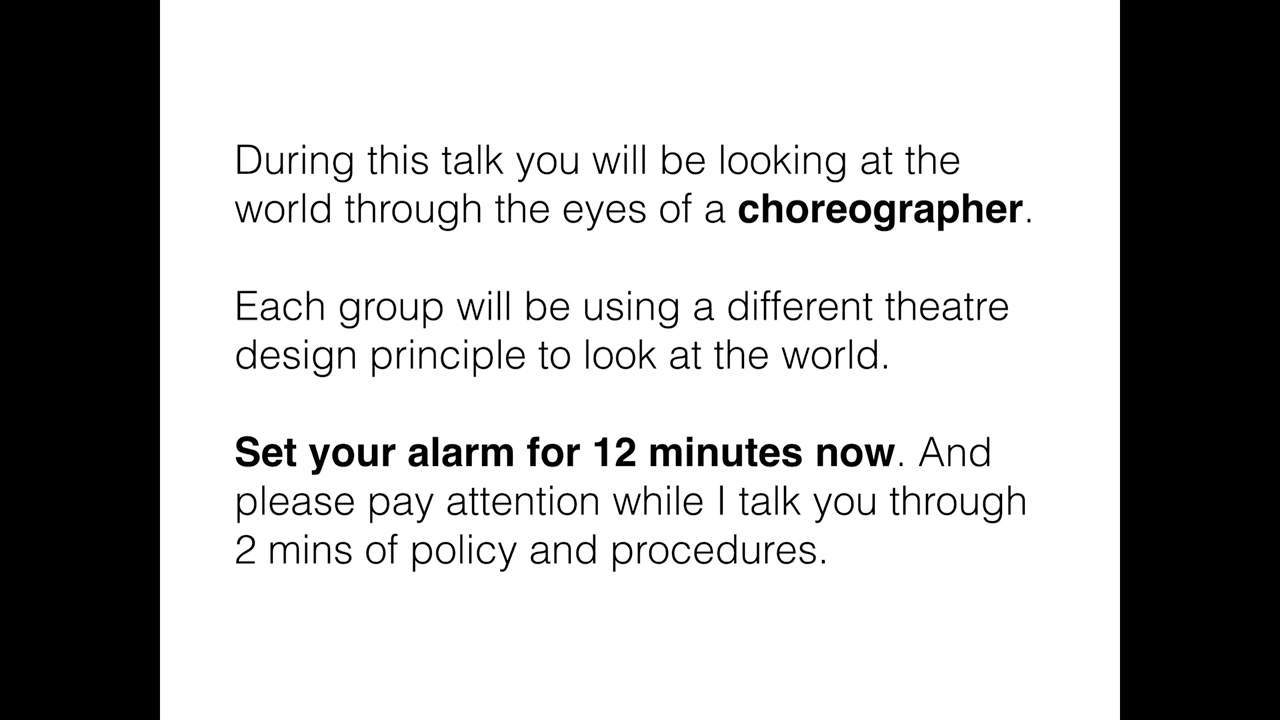 During this talk you will be looking at the
world through the eyes of a choreographer.
Each group will be using a different theatre
design principle to look at the world.
Set your alarm for 12 minutes now. And
please pay attention while I talk you through
2 mins of policy and procedures.